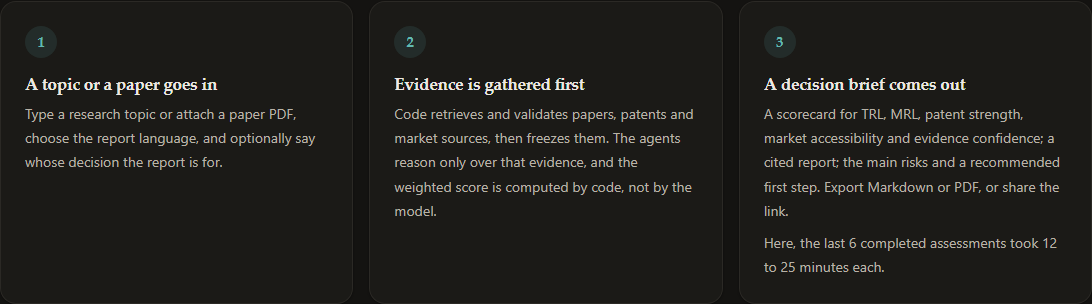 1
A topic or a paper goes in
Type a research topic or attach a paper PDF,
choose the report language, and optionally say
whose decision the report is for.
2
Evidence is gathered first
Code retrieves and validates papers, patents and
market sources, then freezes them. The agents
reason only over that evidence, and the
weighted score is computed by code, not by the
model.
3
A decision brief comes out
A scorecard for TRL, MRL, patent strength,
market accessibility and evidence confidence; a
cited report; the main risks and a recommended
first step. Export Markdown or PDF, or share the
link.
Here, the last 6 completed assessments took 12
to 25 minutes each.